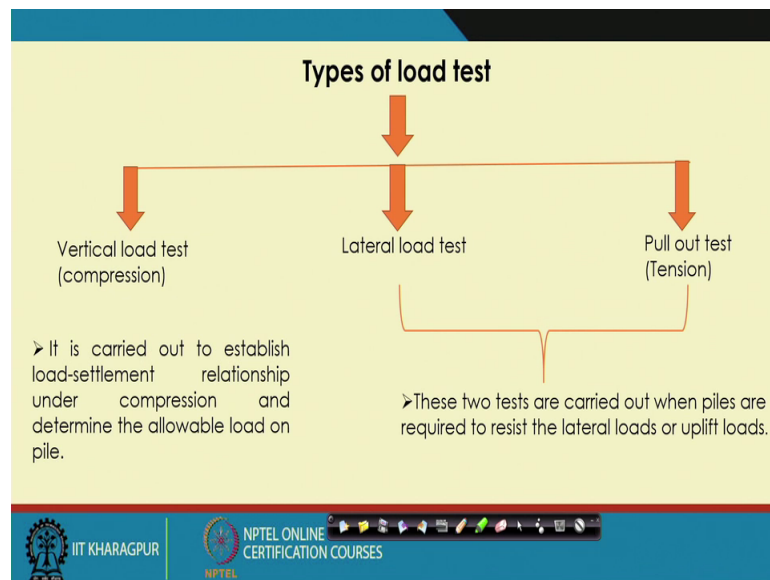 Types of load test
Vertical load test
(compression)
Lateral load test
Pull out test
(Tension)
➢ It is carried out to establish
load-settlement relationship
under compression and
determine the allowable load on
pile.
➢These two tests are carried out when piles are
required to resist the lateral loads or uplift loads.
IIT KHARAGPUR
NPTEL
NPTEL ONLINE
CERTIFICATION COURSES